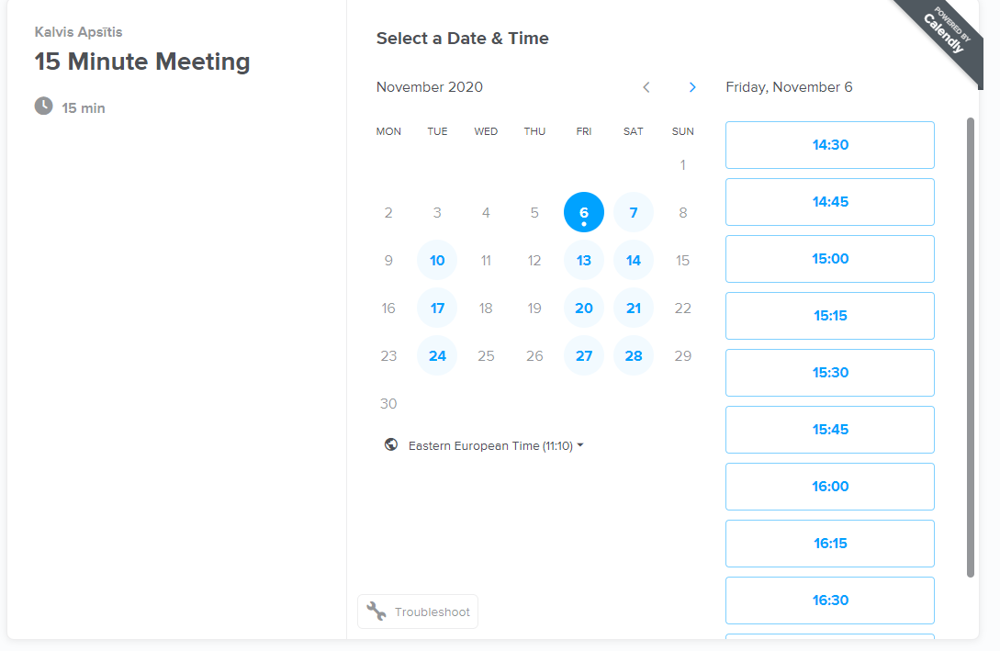 Kalvis Apsītis
15 Minute Meeting
15 min
Select a Date & Time
November 2020
MON TUE WED THU FRI SAT SUN
1
2 3 4 5 6 7 8
9 10 11 12 13 14 15
16 17 18 19 20 21 22
23 24 25 26 27 28 29
30
Eastern European Time (11:10)
Troubleshoot
Friday, November 6
14:30
14:45
15:00
15:15
15:30
15:45
16:00
16:15
16:30
POWERED BY
Calendly